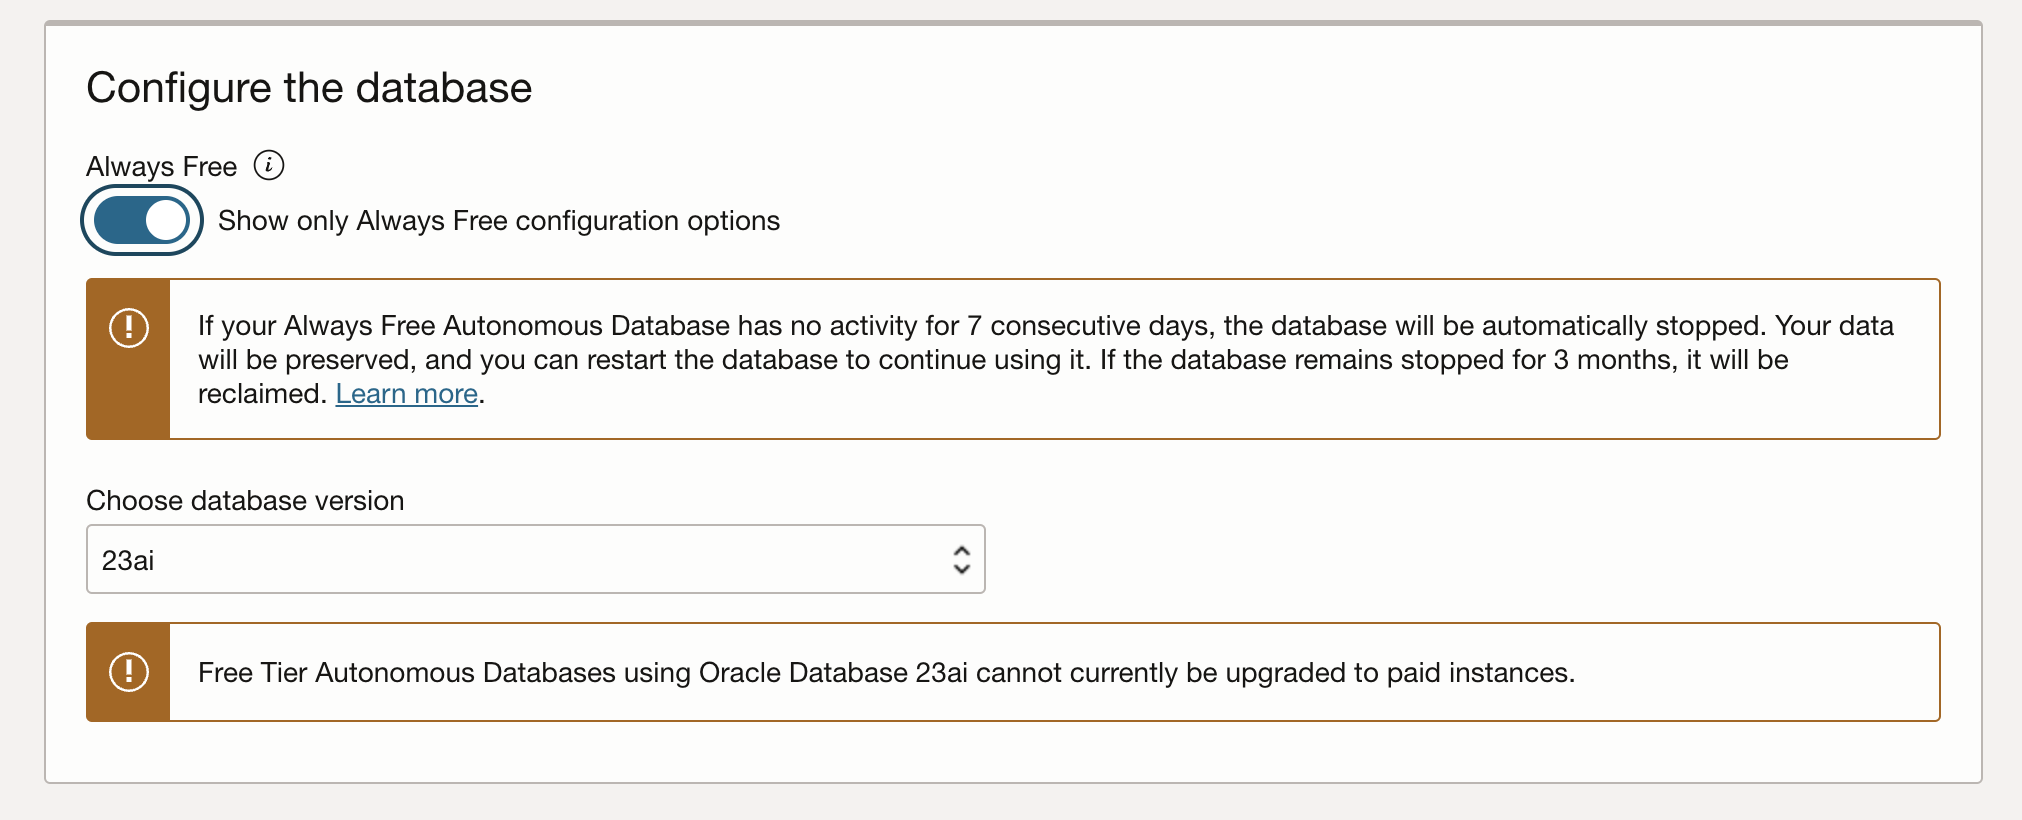 Configure the database
Always Free
Show only Always Free configuration options
If your Always Free Autonomous Database has no activity for 7 consecutive days, the database will be automatically stopped. Your data
will be preserved, and you can restart the database to continue using it. If the database remains stopped for 3 months, it will be
reclaimed. Learn more.
Choose database version
23ai
Free Tier Autonomous Databases using Oracle Database 23ai cannot currently be upgraded to paid instances.